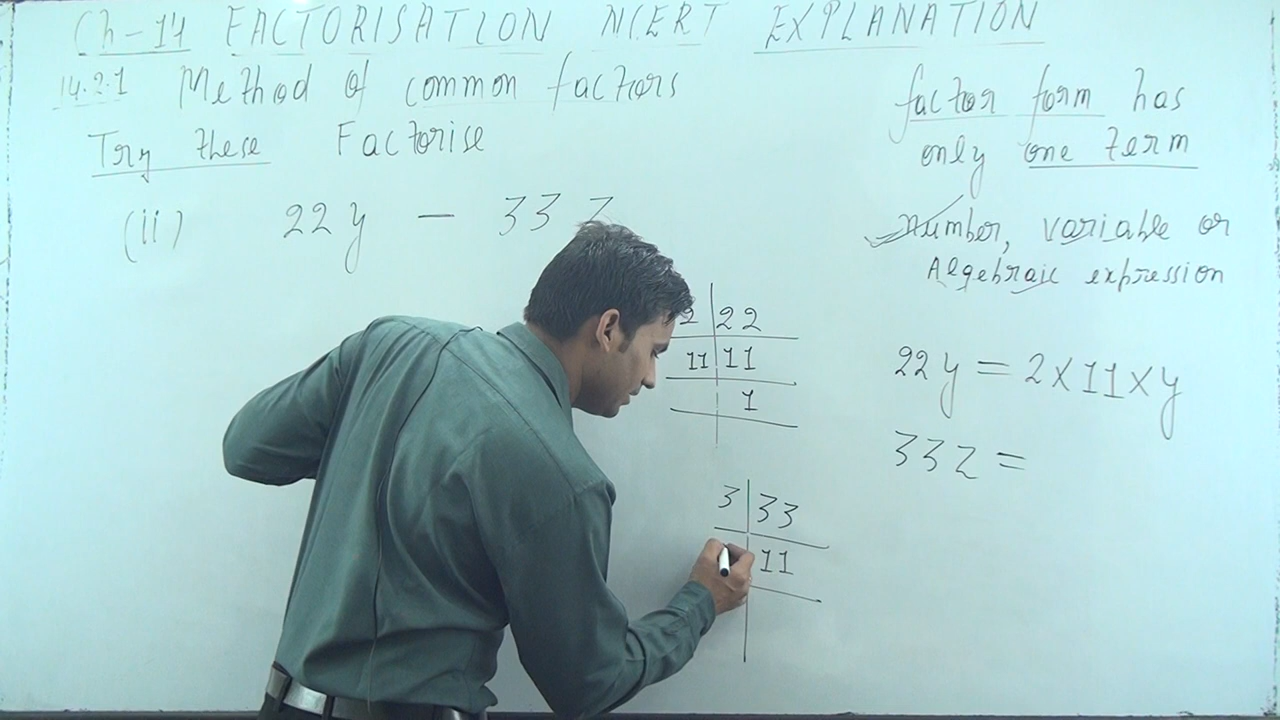 Ch-14 FACTORISATION NCERT EXPLANATION
14.2.1 Method of common factors
Try these Factorise
(ii) 22y - 33z
factor form has
only one term
Number, variable or
Algebraic expression
2 22
11 11
1
22y = 2 x 11 x y
33z =
3 33
11